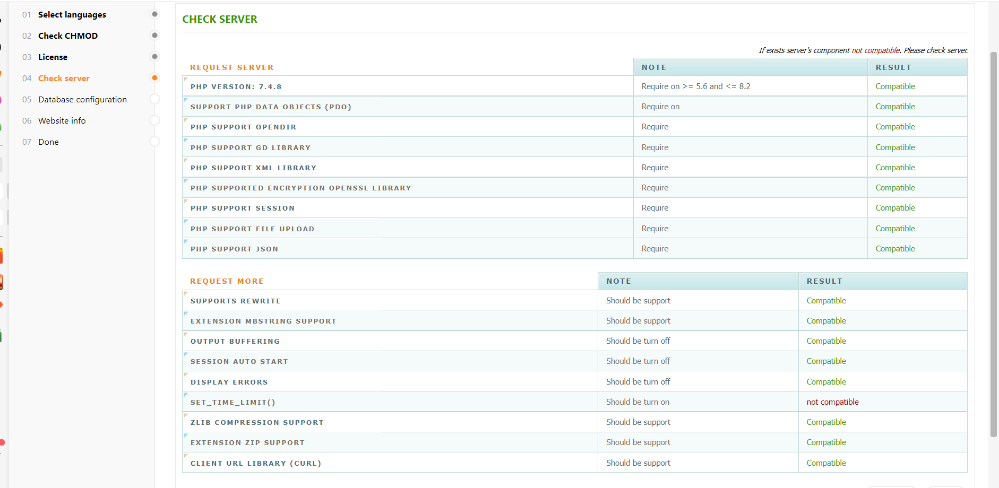 01 Select languages
02 Check CHMOD
03 License
04 Check server
05 Database configuration
06 Website info
07 Done
CHECK SERVER
If exists server's component not compatible. Please check server.
REQUEST SERVER NOTE RESULT
PHP VERSION: 7.4.8 Require on >= 5.6 and <= 8.2 Compatible
SUPPORT PHP DATA OBJECTS (PDO) Require on Compatible
PHP SUPPORT OPENDIR Require Compatible
PHP SUPPORT GD LIBRARY Require Compatible
PHP SUPPORT XML LIBRARY Require Compatible
PHP SUPPORTED ENCRYPTION OPENSSL LIBRARY Require Compatible
PHP SUPPORT SESSION Require Compatible
PHP SUPPORT FILE UPLOAD Require Compatible
PHP SUPPORT JSON Require Compatible
REQUEST MORE NOTE RESULT
SUPPORTS REWRITE Should be support Compatible
EXTENSION MBSTRING SUPPORT Should be support Compatible
OUTPUT BUFFERING Should be turn off Compatible
SESSION AUTO START Should be turn off Compatible
DISPLAY ERRORS Should be turn off Compatible
SET_TIME_LIMIT() Should be turn on not compatible
ZLIB COMPRESSION SUPPORT Should be support Compatible
EXTENSION ZIP SUPPORT Should be support Compatible
CLIENT URL LIBRARY (CURL) Should be support Compatible